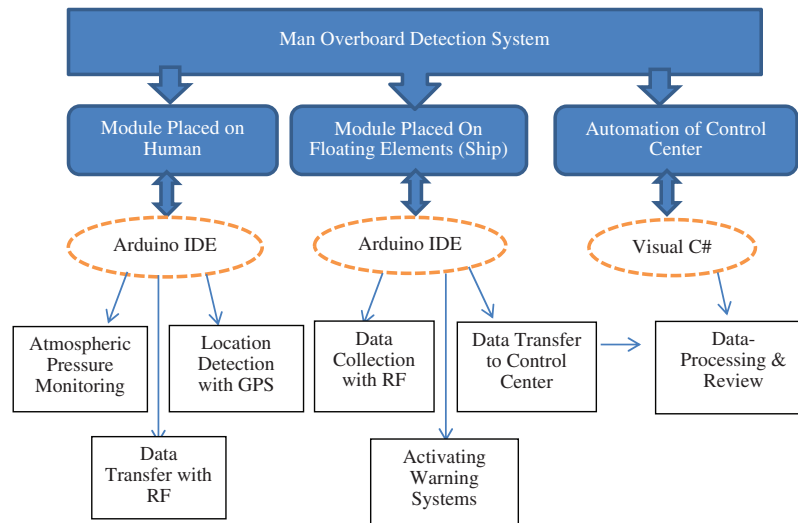 Man Overboard Detection System
Module Placed on
Human
Module Placed On
Floating Elements (Ship)
Automation of Control
Center
Arduino IDE
Arduino IDE
Visual C#
Atmospheric
Pressure
Monitoring
Location
Detection
with GPS
Data
Collection
with RF
Data Transfer
to Control
Center
Data-
Processing &
Review
Data
Transfer with
RF
Activating
Warning
Systems